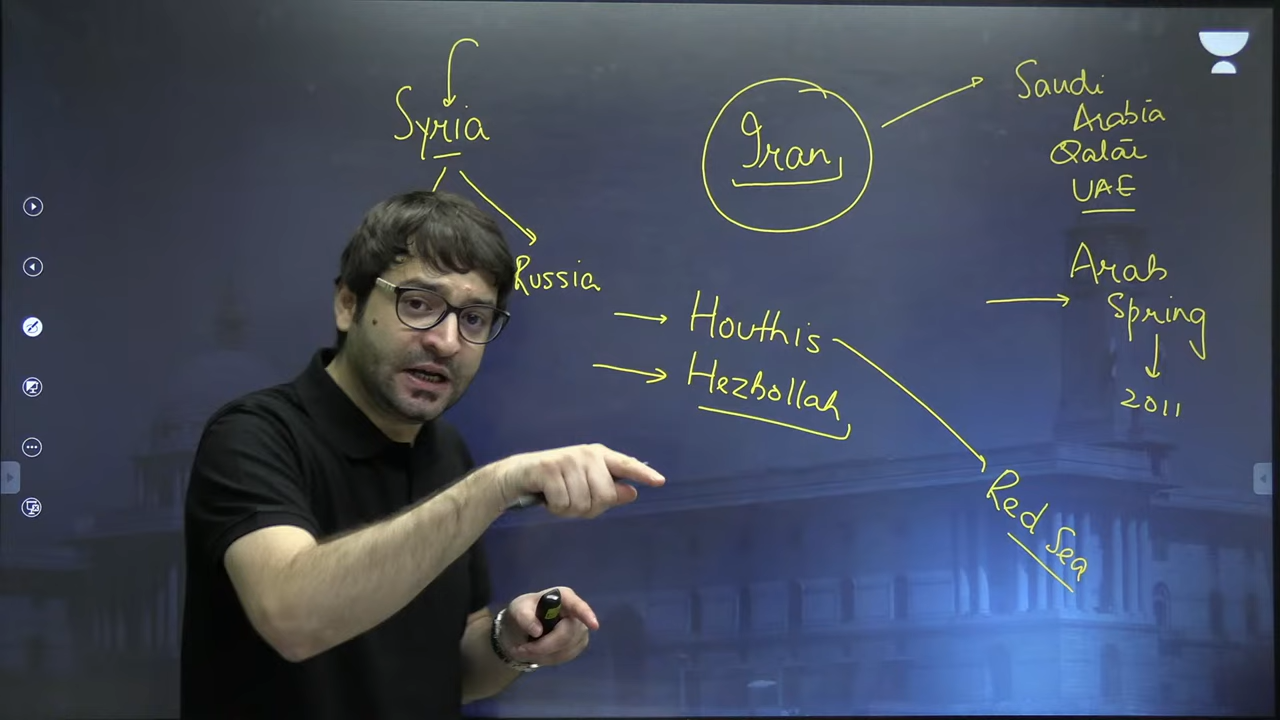 Syria
Russia
Iran
Saudi
Arabia
Qatar
UAE
Arab
Spring
2011
Houthis
Hezbollah
Red Sea